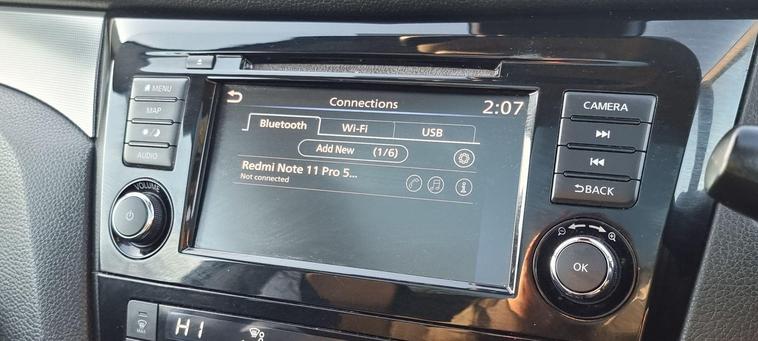 MENU
MAP
AUDIO
VOLUME
Connections
2:07
Bluetooth
Wi-Fi
USB
Add New (1/6)
Redmi Note 11 Pro 5...
Not connected
CAMERA
BACK
OK
MAX
HI